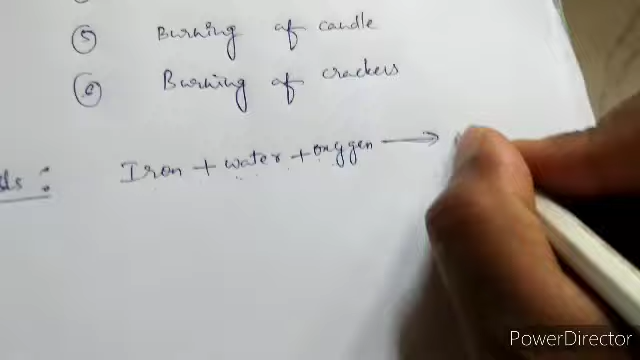 (5) Burning of candle
(6) Burning of crackers
Iron + water + oxygen →
PowerDirector